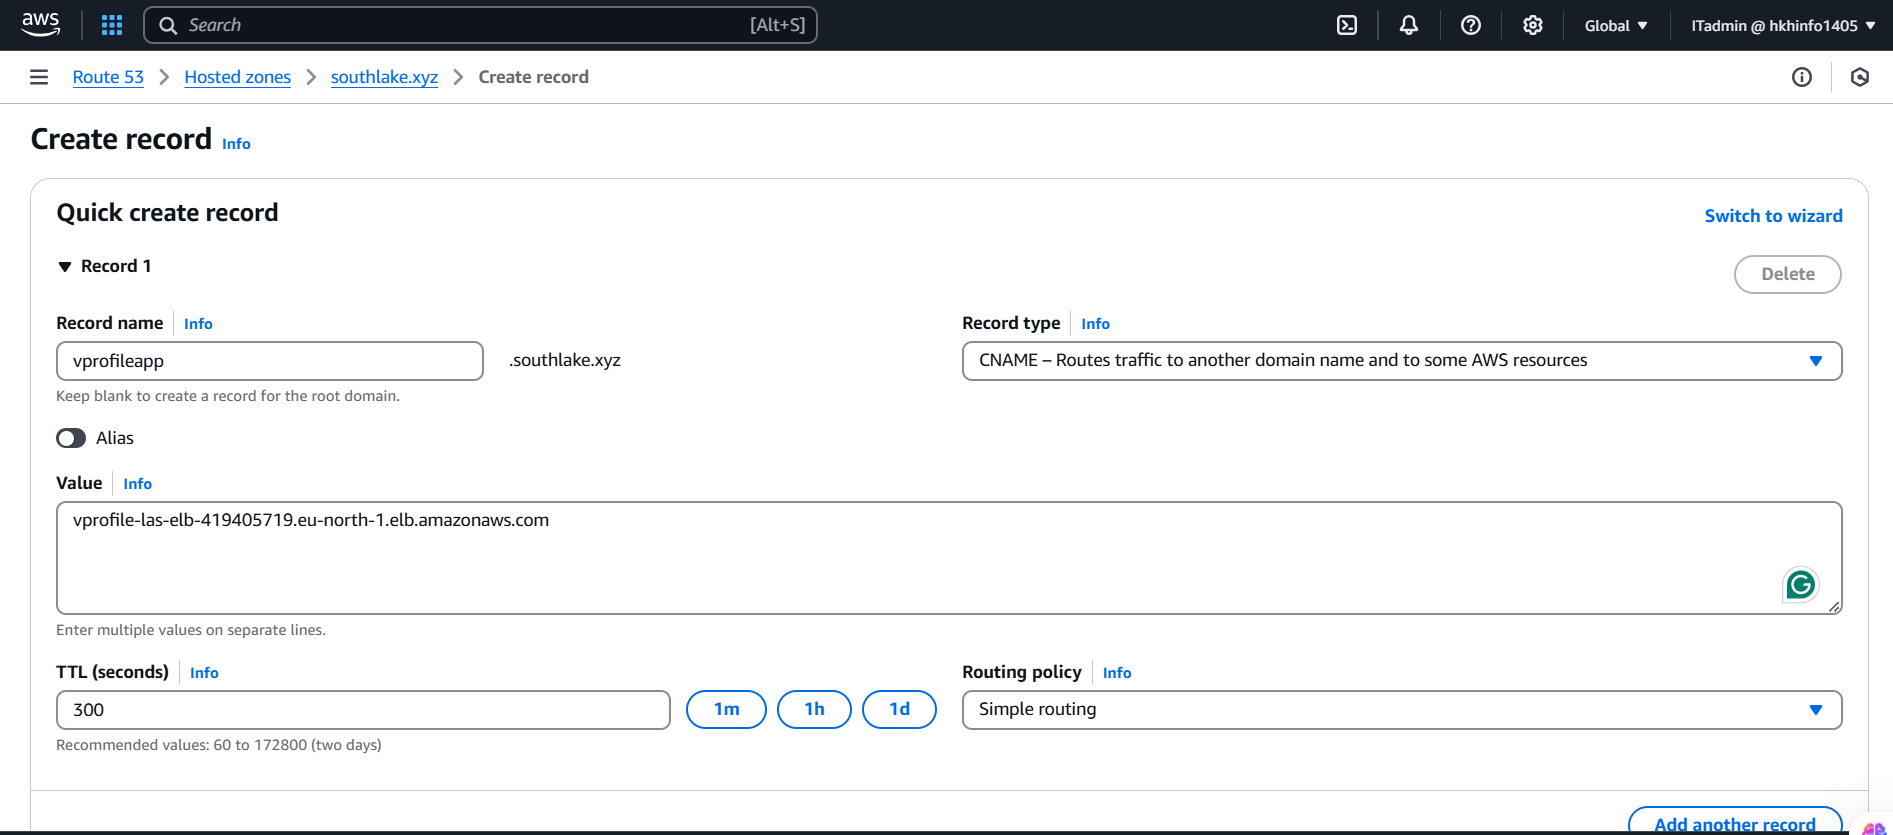 aws Search [Alt+S] Global ITadmin @ hkhinfo1405
Route 53 Hosted zones southlake.xyz Create record
Create record Info
Quick create record
Switch to wizard
Record 1
Delete
Record name Info
vprofileapp .southlake.xyz
Keep blank to create a record for the root domain.
Record type Info
CNAME – Routes traffic to another domain name and to some AWS resources
Alias
Value Info
vprofile-las-elb-419405719.eu-north-1.elb.amazonaws.com
Enter multiple values on separate lines.
TTL (seconds) Info
300 1m 1h 1d
Recommended values: 60 to 172800 (two days)
Routing policy Info
Simple routing
Add another record